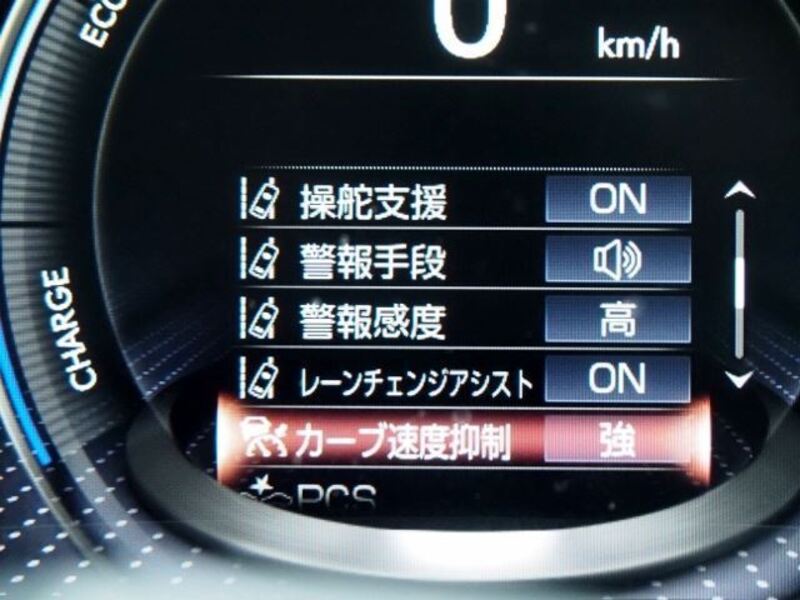 ECO
0
km/h
操舵支援 ON
警報手段
警報感度 高
CHARGE
レーンチェンジアシスト ON
カーブ速度抑制 強
PCS